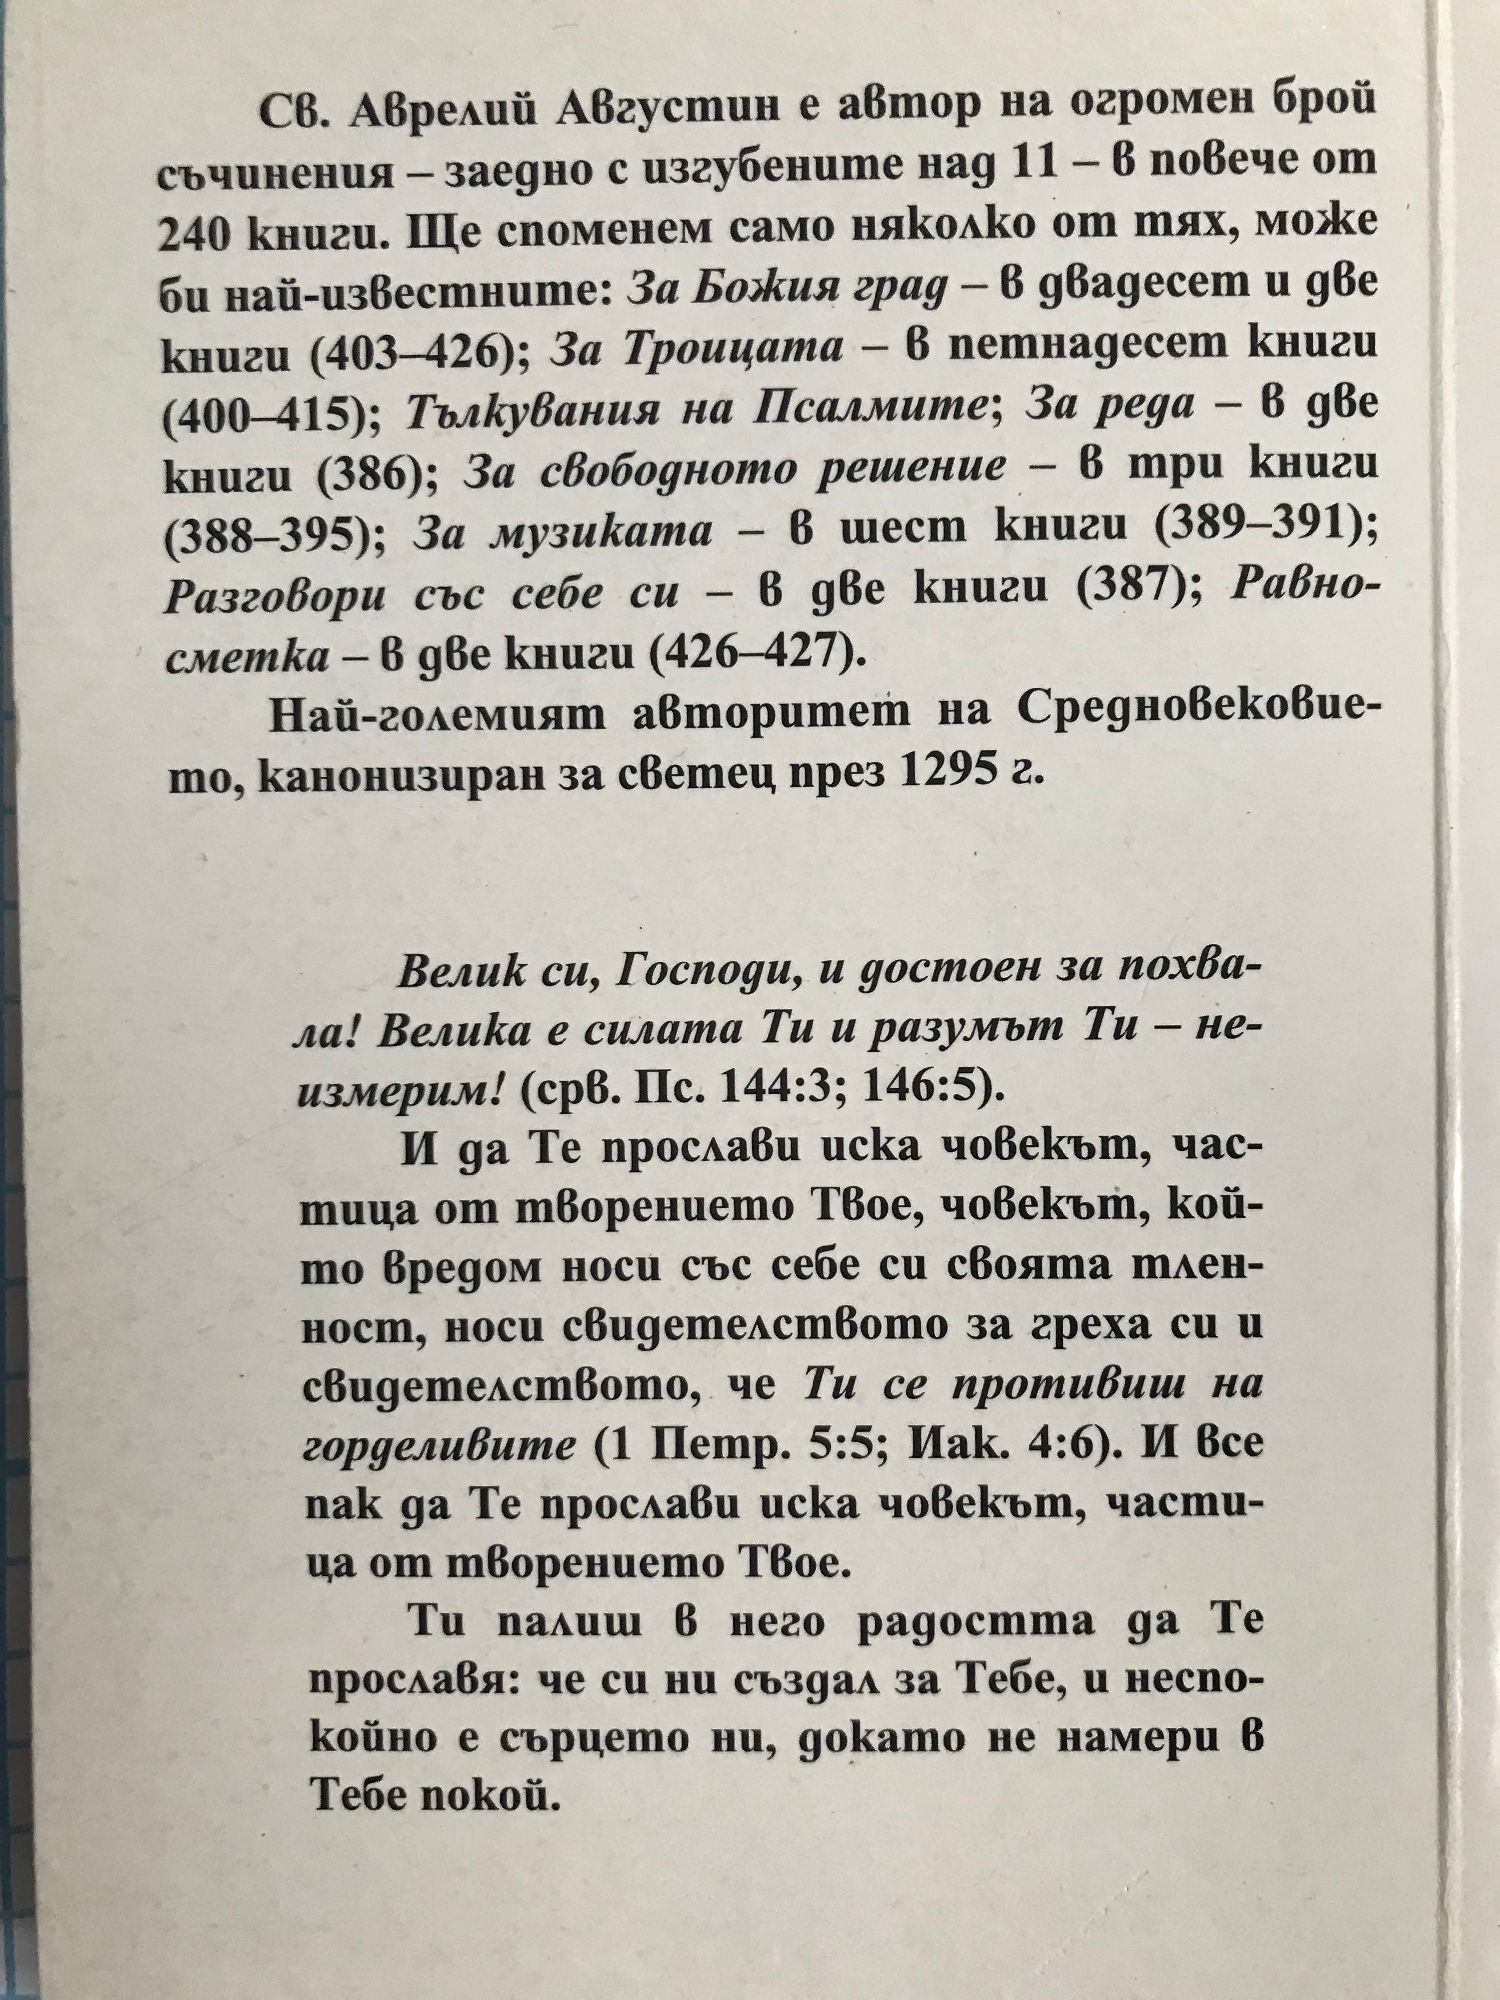 Св. Аврелий Августин е автор на огромен брой
съчинения – заедно с изгубените над 11 – в повече от
240 книги. Ще споменем само няколко от тях, може
би най-известните: За Божия град – в двадесет и две
книги (403–426); За Троицата – в петнадесет книги
(400–415); Тълкувания на Псалмите; За реда – в две
книги (386); За свободното решение – в три книги
(388–395); За музиката – в шест книги (389–391);
Разговори със себе си – в две книги (387); Равно-
сметка – в две книги (426–427).
Най-големият авторитет на Средновековие-
то, канонизиран за светец през 1295 г.
Велик си, Господи, и достоен за похва-
ла! Велика е силата Ти и разумът Ти – не-
измерим! (срв. Пс. 144:3; 146:5).
И да Те прослави иска човекът, час-
тица от творението Твое, човекът, кой-
то вредом носи със себе си своята тлен-
ност, носи свидетелството за греха си и
свидетелството, че Ти се противиш на
горделивите (1 Петр. 5:5; Иак. 4:6). И все
пак да Те прослави иска човекът, части-
ца от творението Твое.
Ти палиш в него радостта да Те
прославя: че си ни създал за Тебе, и неспо-
койно е сърцето ни, докато не намери в
Тебе покой.